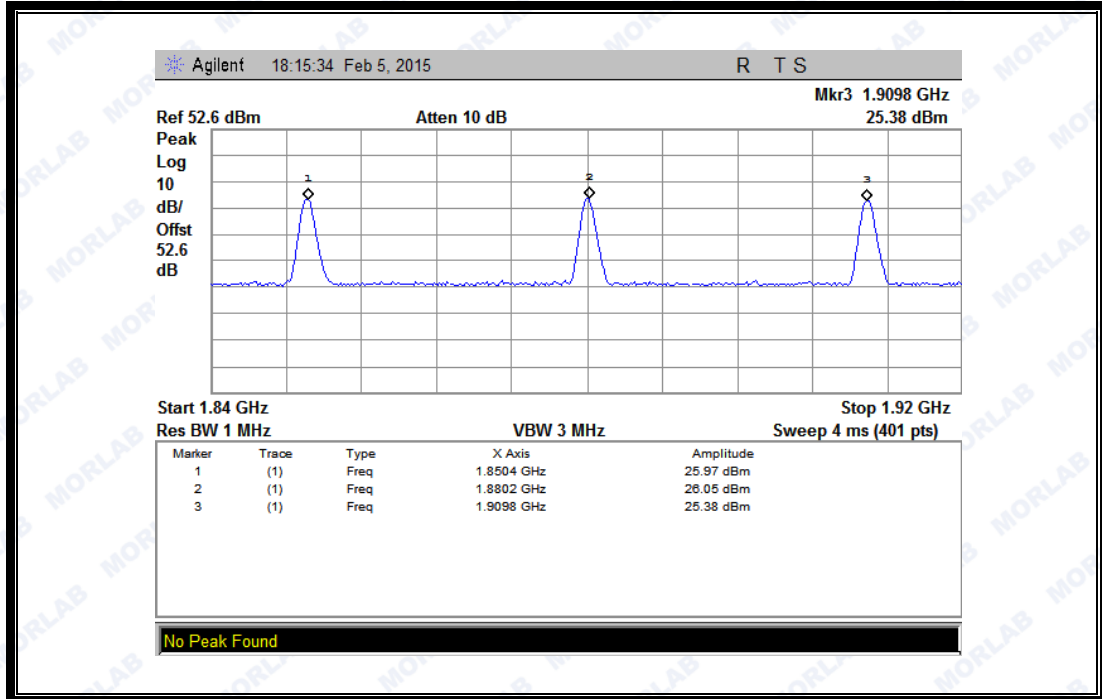 Agilent 18:15:34 Feb 5, 2015 R T S
Mkr3 1.9098 GHz
Ref 52.6 dBm Atten 10 dB 25.38 dBm
Peak
Log
10
dB/
Offst
52.6
dB
1
2
3
Start 1.84 GHz Stop 1.92 GHz
Res BW 1 MHz VBW 3 MHz Sweep 4 ms (401 pts)
Marker Trace Type X Axis Amplitude
1 (1) Freq 1.8504 GHz 25.97 dBm
2 (1) Freq 1.8802 GHz 26.05 dBm
3 (1) Freq 1.9098 GHz 25.38 dBm
No Peak Found
MORLAB